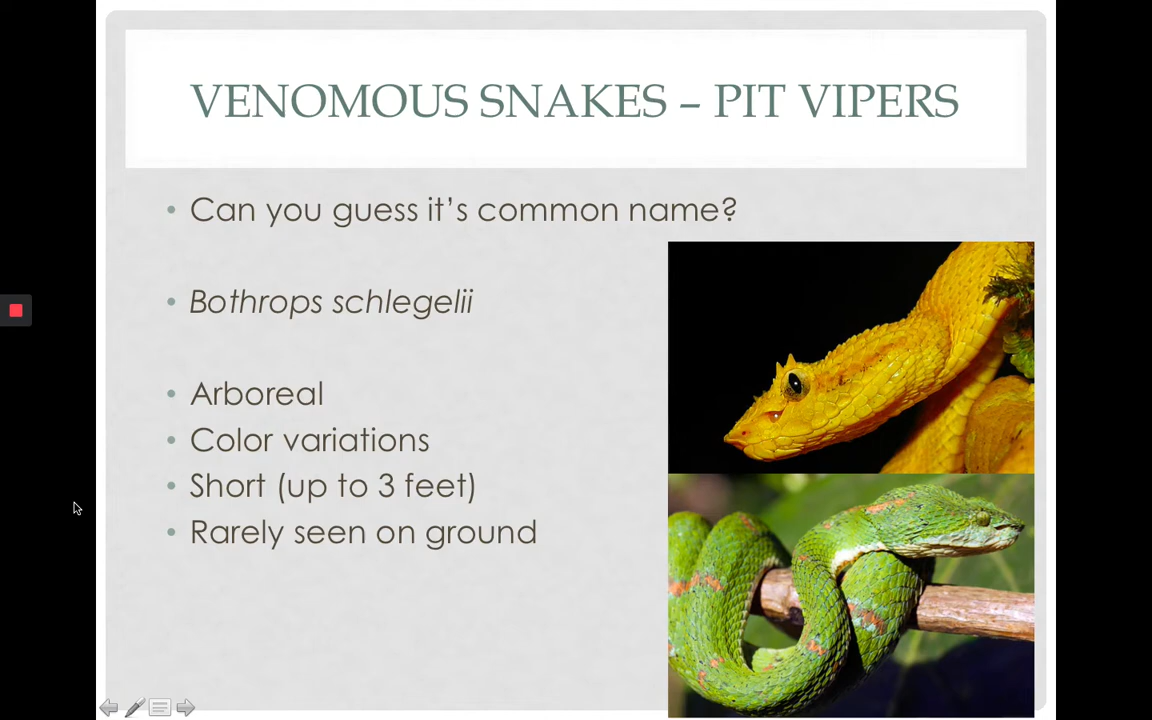 VENOMOUS SNAKES – PIT VIPERS
• Can you guess it’s common name?
• Bothrops schlegelii
• Arboreal
• Color variations
• Short (up to 3 feet)
• Rarely seen on ground